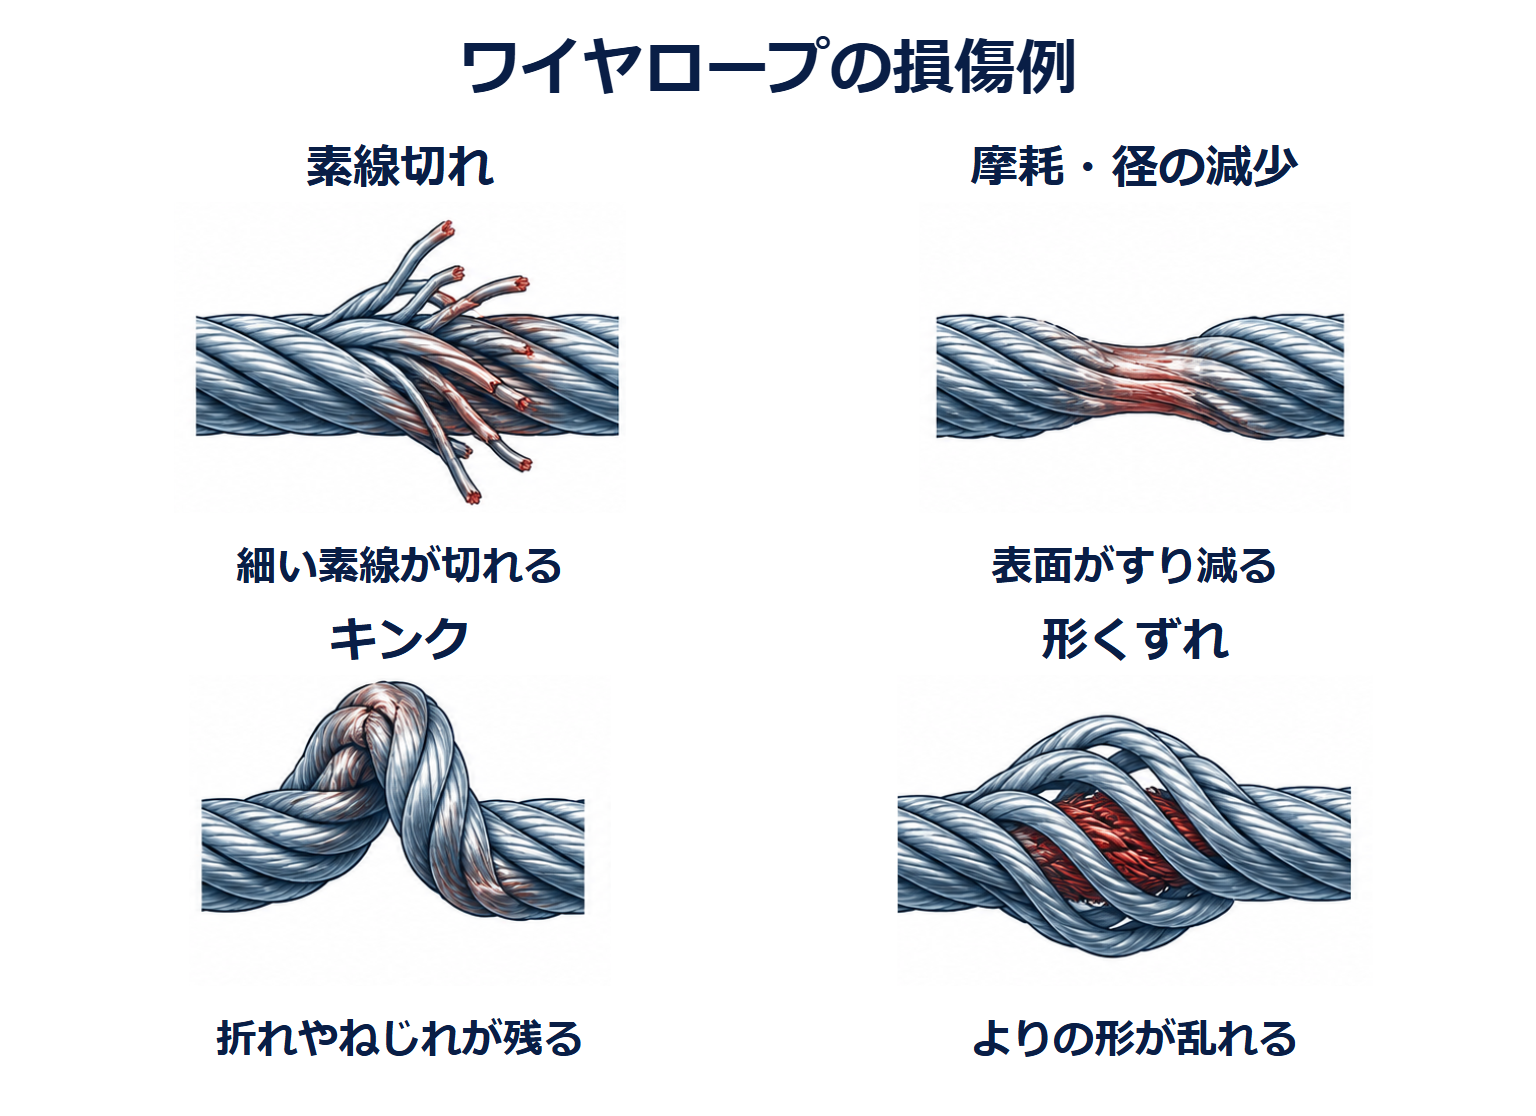 ワイヤロープの損傷例
素線切れ
摩耗・径の減少
細い素線が切れる
表面がすり減る
キンク
形くずれ
折れやねじれが残る
よりの形が乱れる